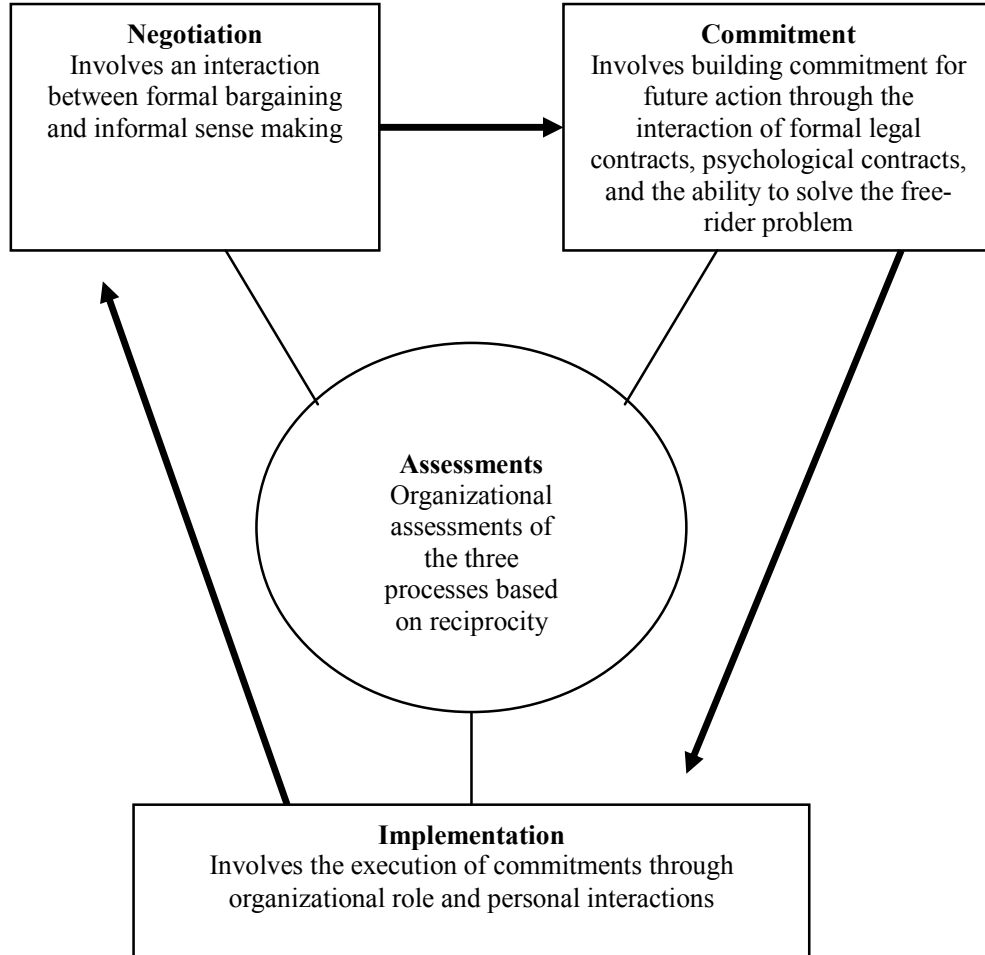 Negotiation
Involves an interaction
between formal bargaining
and informal sense making
Commitment
Involves building commitment for
future action through the
interaction of formal legal
contracts, psychological contracts,
and the ability to solve the free-
rider problem
Assessments
Organizational
assessments of
the three
processes based
on reciprocity
Implementation
Involves the execution of commitments through
organizational role and personal interactions